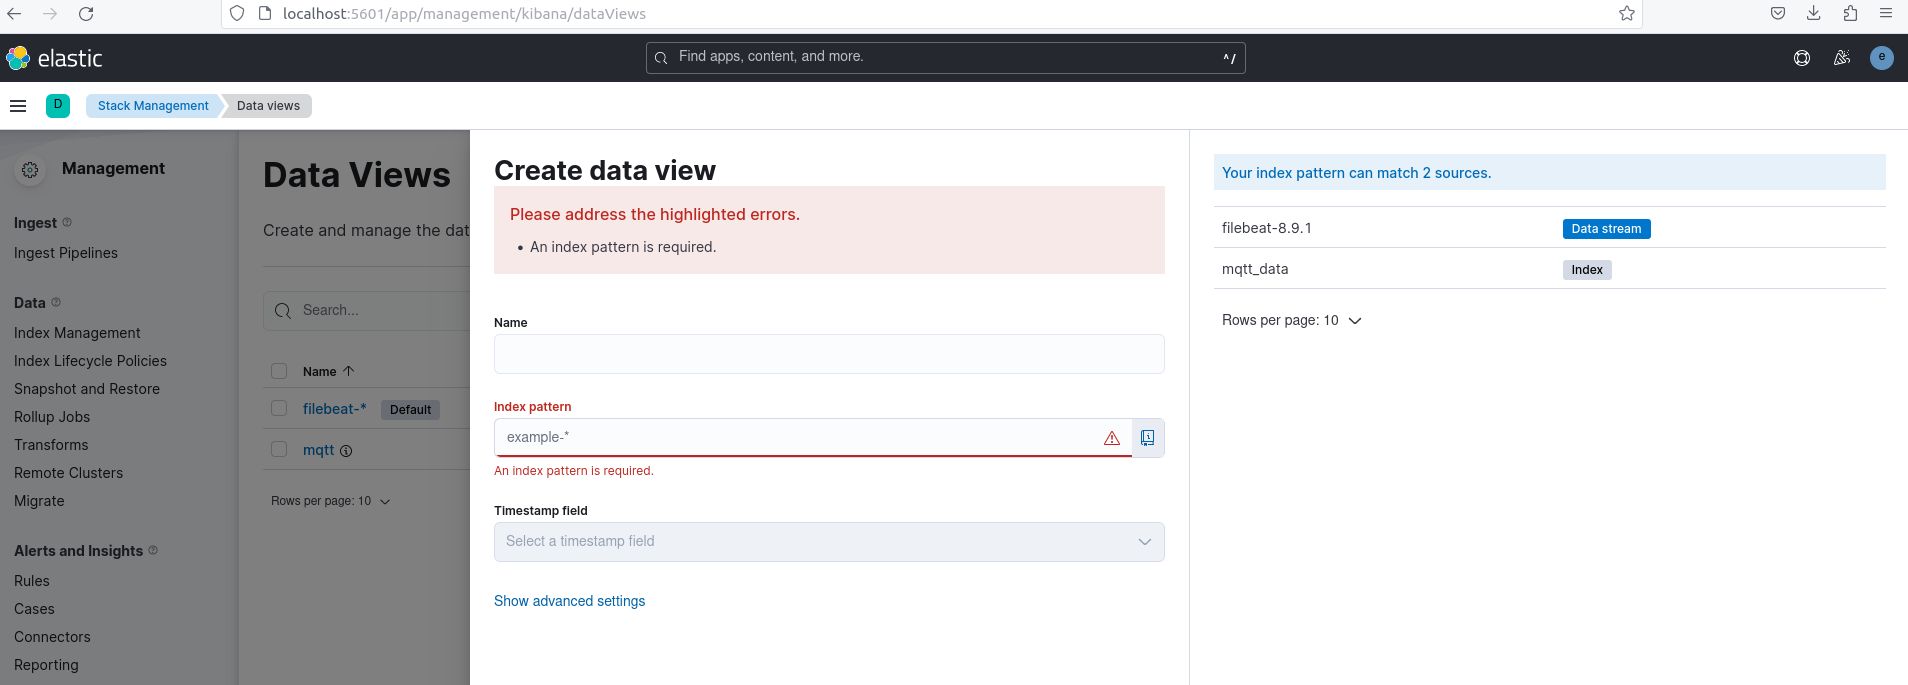 localhost:5601/app/management/kibana/dataViews
elastic
Find apps, content, and more.
^/
e
D
Stack Management
Data views
Management
Ingest
Ingest Pipelines
Data
Index Management
Index Lifecycle Policies
Snapshot and Restore
Rollup Jobs
Transforms
Remote Clusters
Migrate
Alerts and Insights
Rules
Cases
Connectors
Reporting
Data Views
Create and manage the dat
Search...
Name
filebeat-* Default
mqtt
Rows per page: 10
Create data view
Please address the highlighted errors.
• An index pattern is required.
Name
Index pattern
example-*
An index pattern is required.
Timestamp field
Select a timestamp field
Show advanced settings
Your index pattern can match 2 sources.
filebeat-8.9.1 Data stream
mqtt_data Index
Rows per page: 10